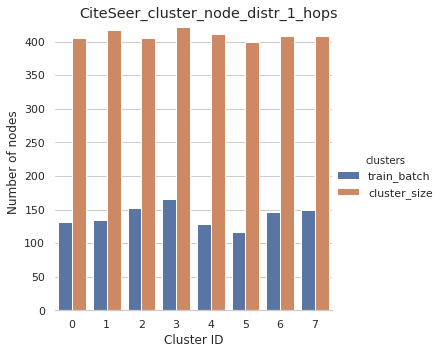 CiteSeer_cluster_node_distr_1_hops
400
350
300
250
200
150
100
50
0
Number of nodes
0 1 2 3 4 5 6 7
Cluster ID
clusters
train_batch
cluster_size